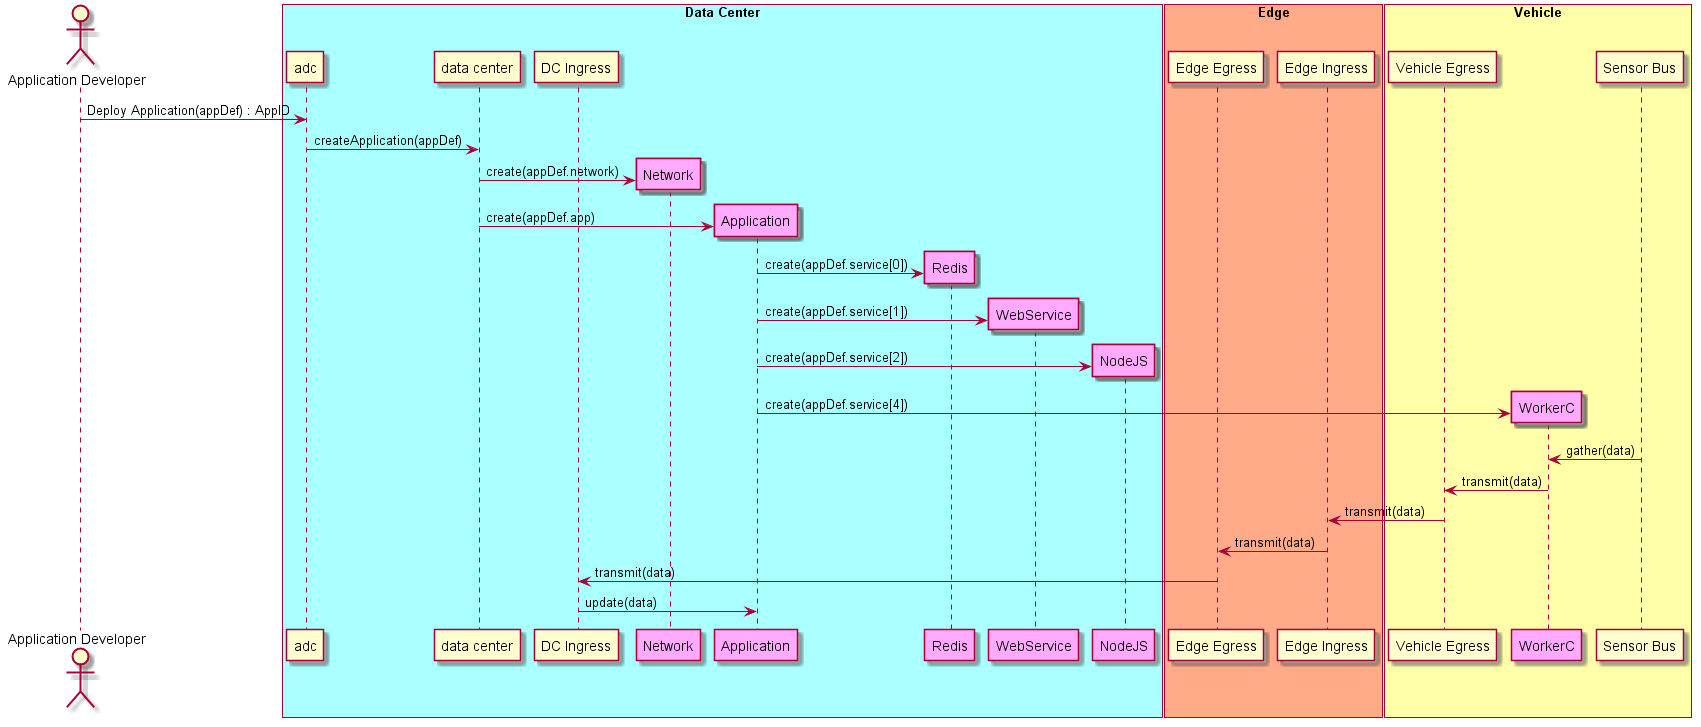 Data Center
Edge
Vehicle
Application Developer
adc
data center
DC Ingress
Edge Egress
Edge Ingress
Vehicle Egress
Sensor Bus
Deploy Application(appDef) : AppID
createApplication(appDef)
create(appDef.network)
Network
create(appDef.app)
Application
create(appDef.service[0])
Redis
create(appDef.service[1])
WebService
create(appDef.service[2])
NodeJS
create(appDef.service[4])
WorkerC
gather(data)
transmit(data)
transmit(data)
transmit(data)
transmit(data)
update(data)
Application Developer
adc
data center
DC Ingress
Network
Application
Redis
WebService
NodeJS
Edge Egress
Edge Ingress
Vehicle Egress
WorkerC
Sensor Bus